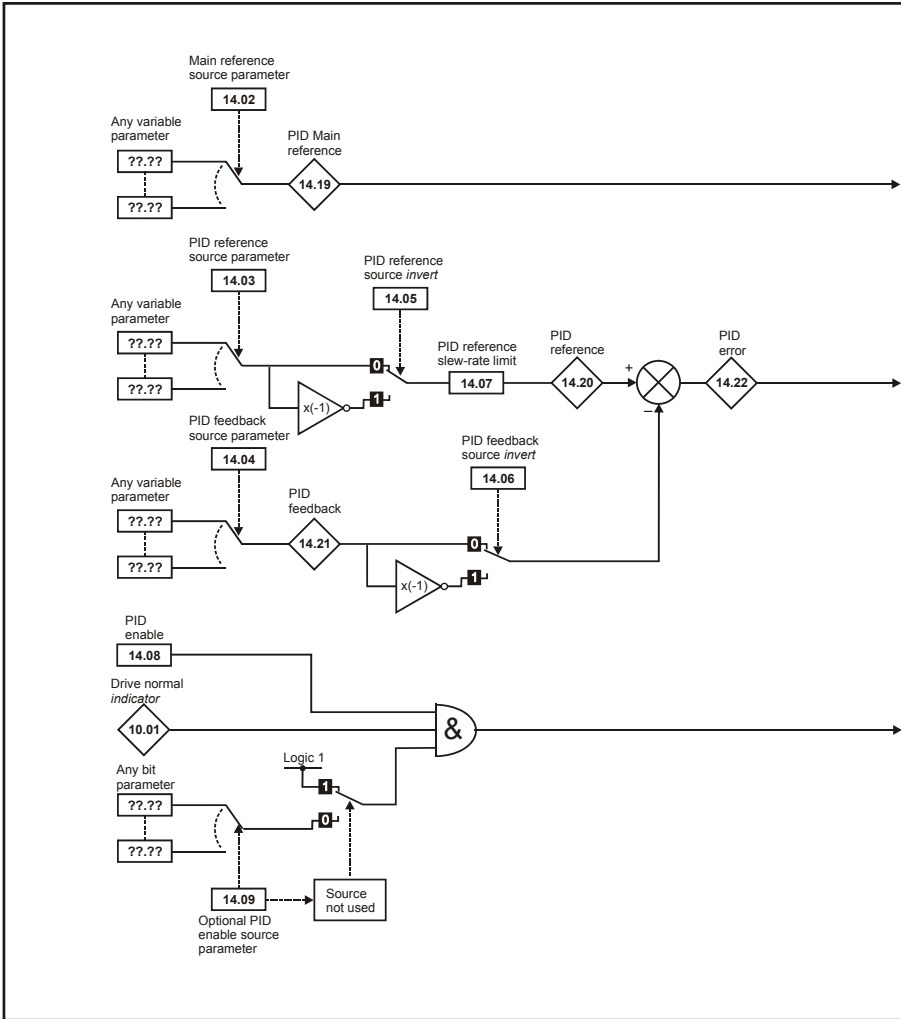 Main reference
source parameter
14.02
Any variable
parameter
??.??
??.??
PID Main
reference
14.19
PID reference
source parameter
14.03
Any variable
parameter
??.??
??.??
x(-1)
PID reference
source invert
14.05
0
1
PID reference
slew-rate limit
14.07
PID
reference
14.20
+
–
PID
error
14.22
PID feedback
source parameter
14.04
Any variable
parameter
??.??
??.??
PID
feedback
14.21
x(-1)
PID feedback
source invert
14.06
0
1
PID
enable
14.08
Drive normal
indicator
10.01
&
Any bit
parameter
??.??
??.??
Logic 1
1
0
14.09
Optional PID
enable source
parameter
Source
not used